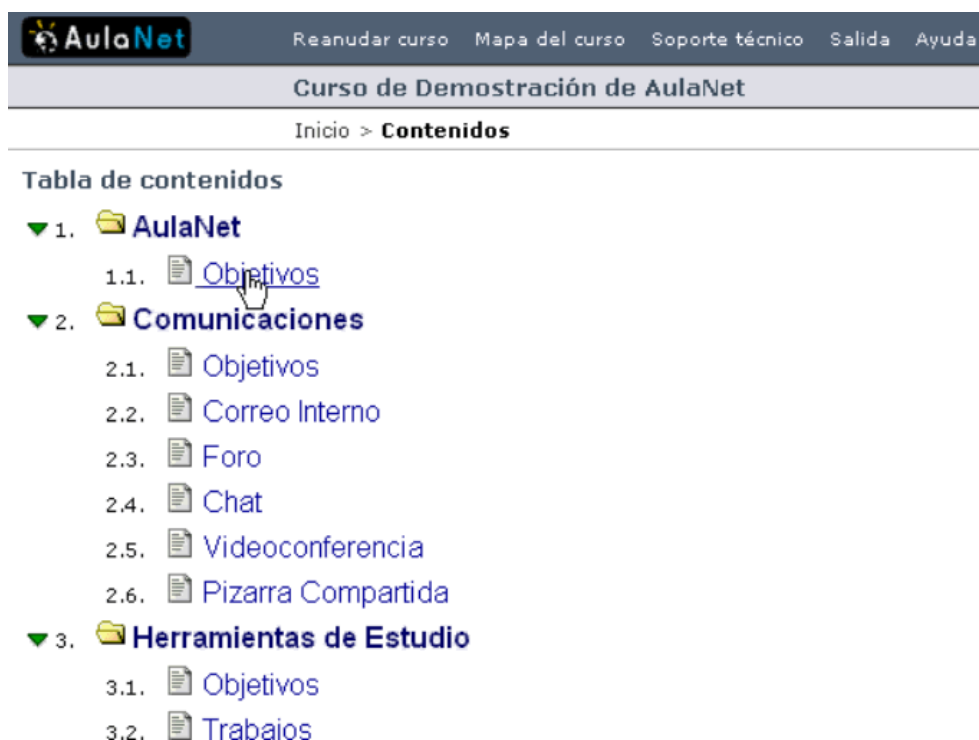 AulaNet Reanudar curso Mapa del curso Soporte técnico Salida Ayuda
Curso de Demostración de AulaNet
Inicio > Contenidos
Tabla de contenidos
1. AulaNet
1.1. Objetivos
2. Comunicaciones
2.1. Objetivos
2.2. Correo Interno
2.3. Foro
2.4. Chat
2.5. Videoconferencia
2.6. Pizarra Compartida
3. Herramientas de Estudio
3.1. Objetivos
3.2. Trabajos